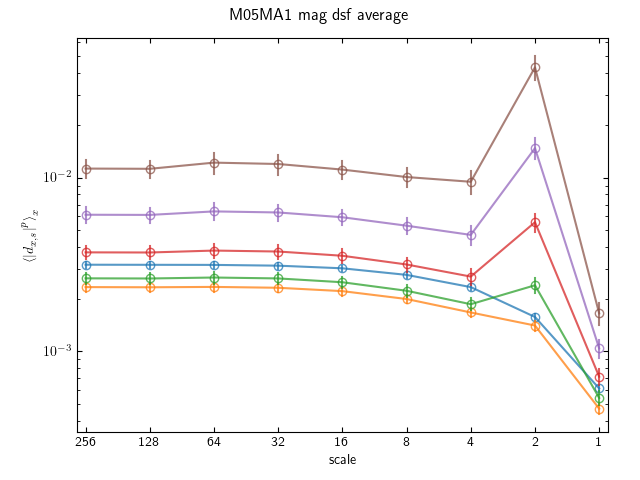 M05MA1 mag dsf average
10⁻²
10⁻³
⟨|d_{x,s}|^p⟩_x
256 128 64 32 16 8 4 2 1
scale